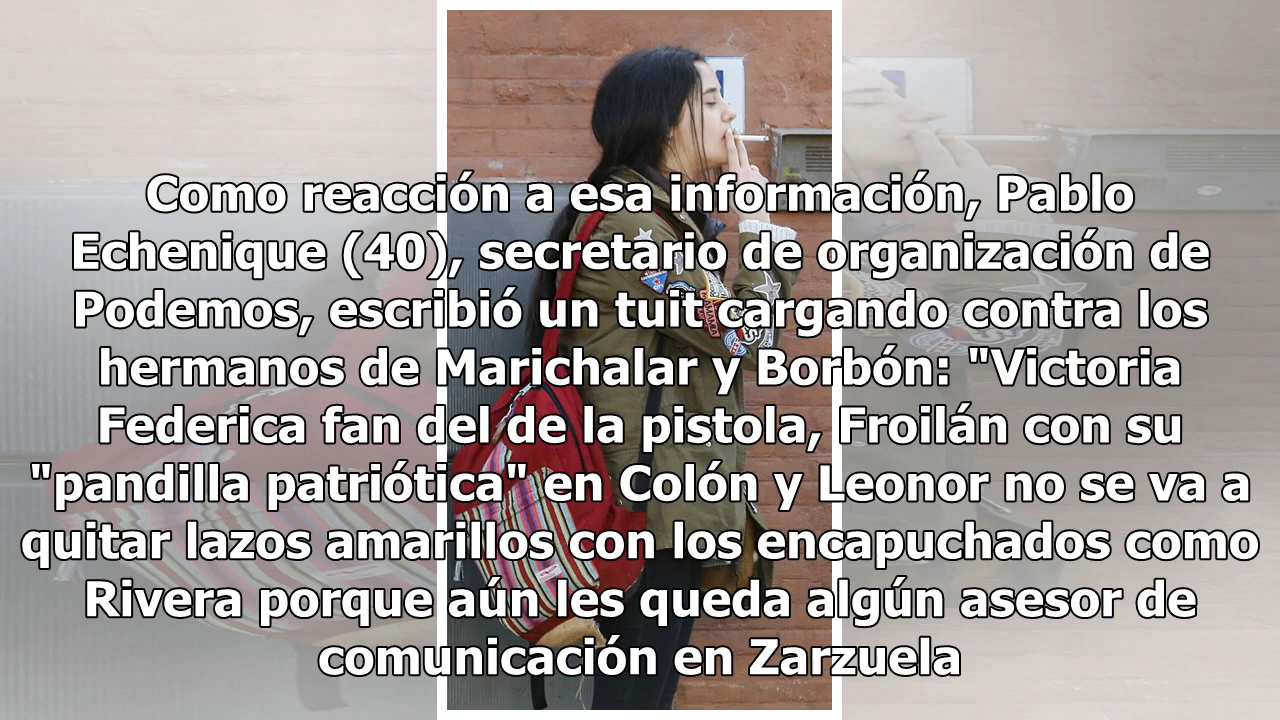 Como reacción a esa información, Pablo
Echenique (40), secretario de organización de
Podemos, escribió un tuit cargando contra los
hermanos de Marichalar y Borbón: "Victoria
Federica fan del de la pistola, Froilán con su
"pandilla patriótica" en Colón y Leonor no se va a
quitar lazos amarillos con los encapuchados como
Rivera porque aún les queda algún asesor de
comunicación en Zarzuela